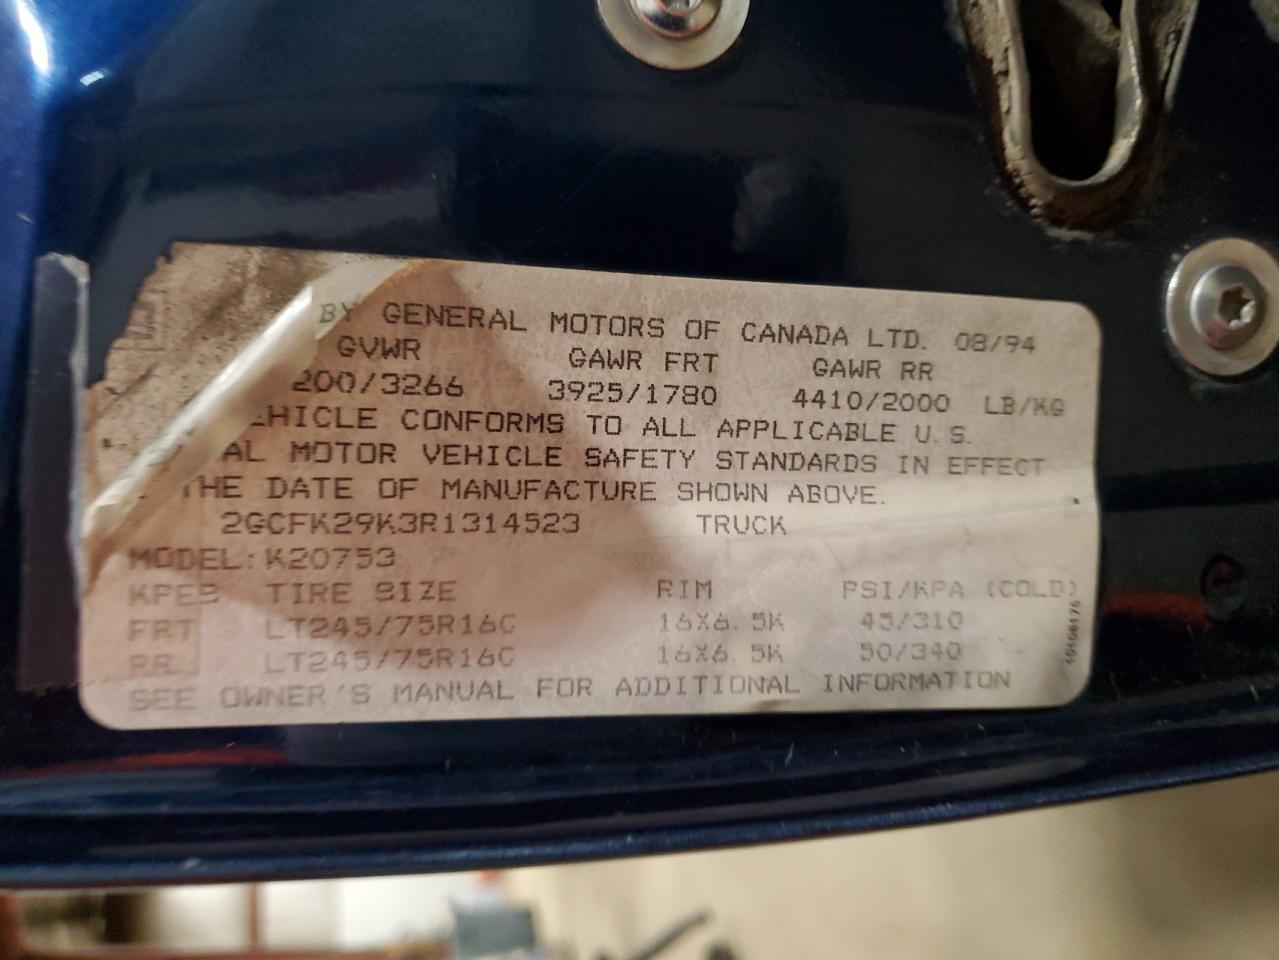 BY GENERAL MOTORS OF CANADA LTD. 08/94
GVWR GAWR FRT GAWR RR
200/3266 3925/1780 4410/2000 LB/KG
EHICLE CONFORMS TO ALL APPLICABLE U.S.
AL MOTOR VEHICLE SAFETY STANDARDS IN EFFECT
THE DATE OF MANUFACTURE SHOWN ABOVE.
2GCFK29K3R1314523 TRUCK
MODEL: K20753
KPES TIRE SIZE RIM PSI/KPA (COLD)
FRT LT245/75R16C 16X6.5K 45/310
RR LT245/75R16C 16X6.5K 50/340
SEE OWNER'S MANUAL FOR ADDITIONAL INFORMATION